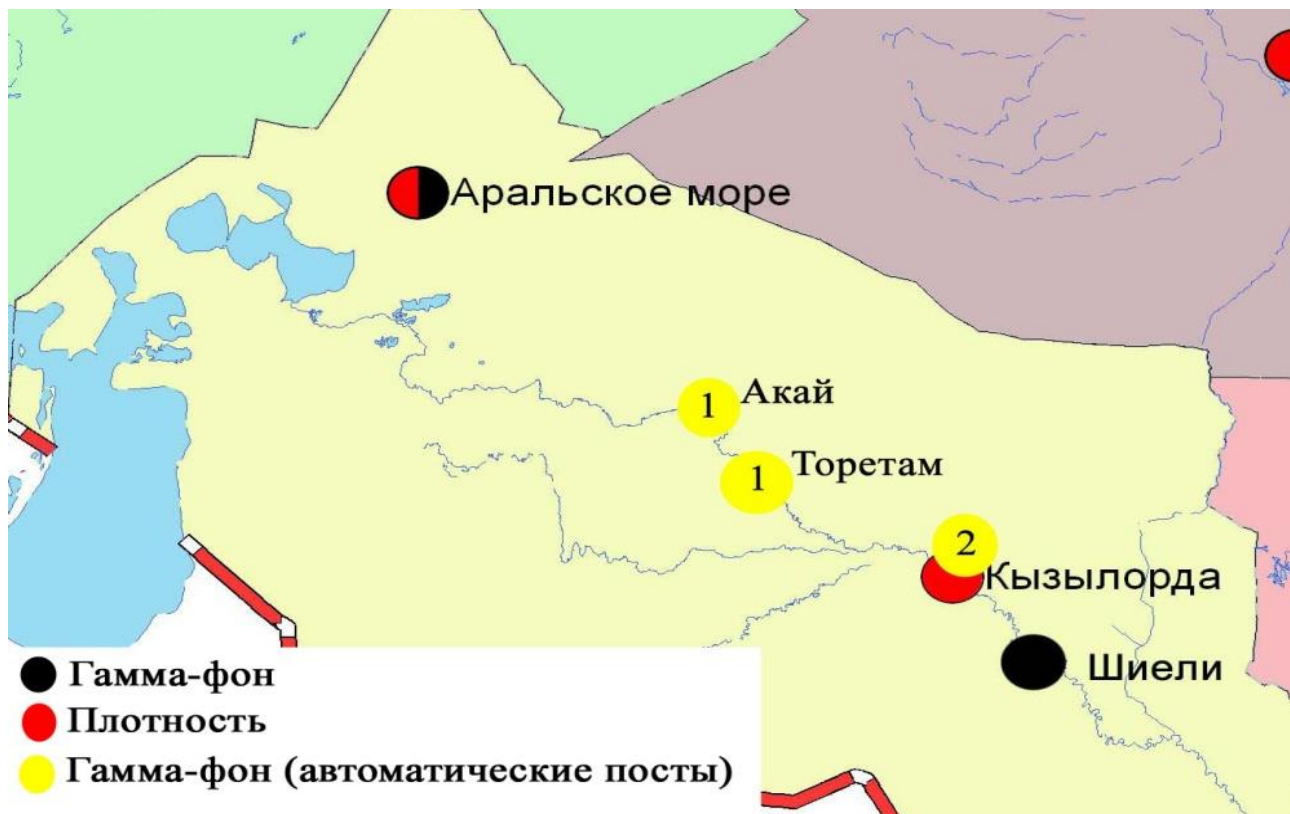 Аральское море
1 Акай
1 Торетам
2
Кызылорда
Шиели
Гамма-фон
Плотность
Гамма-фон (автоматические посты)